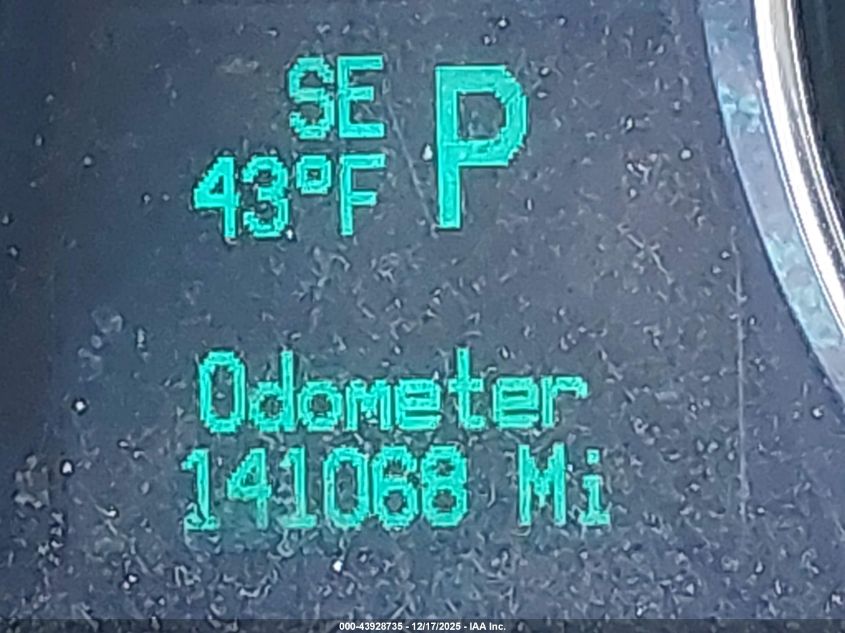 SE P
43°F
Odometer
141068 Mi
000-43928735 - 12/17/2025 - IAA Inc.